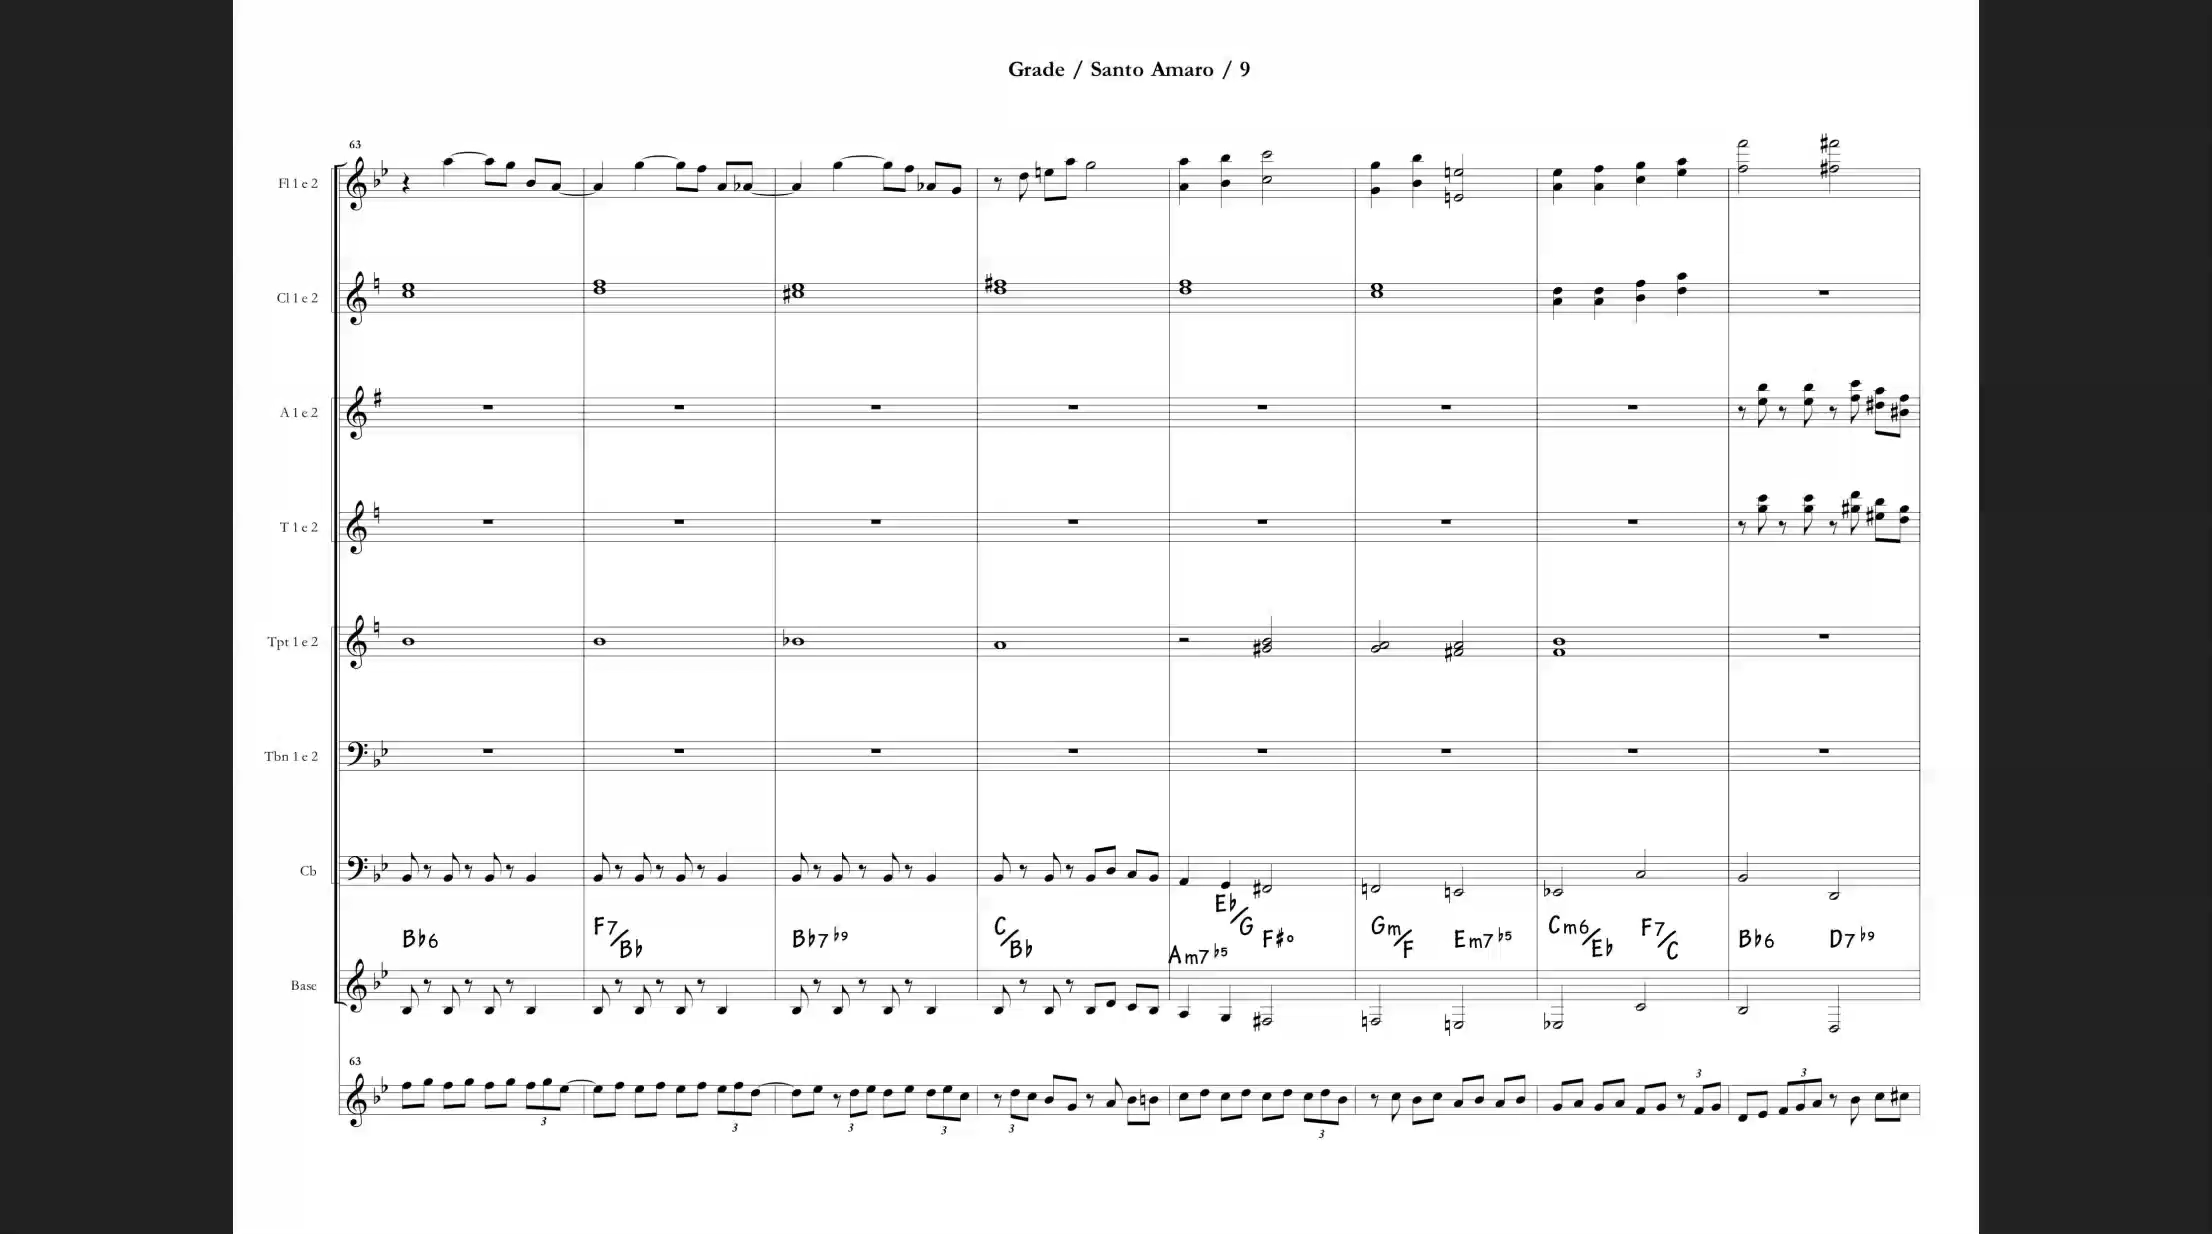 Grade / Santo Amaro / 9
63
Fl 1 e 2
Cl 1 e 2
A 1 e 2
T 1 e 2
Tpt 1 e 2
Tbn 1 e 2
Cb
Bb6 F7/Bb Bb7b9 C/Bb Am7b5 Eb/G F#o Gm/F Em7b5 Cm6/Eb F7/C Bb6 D7b9
Base
63
3 3 3 3 3 3 3 3